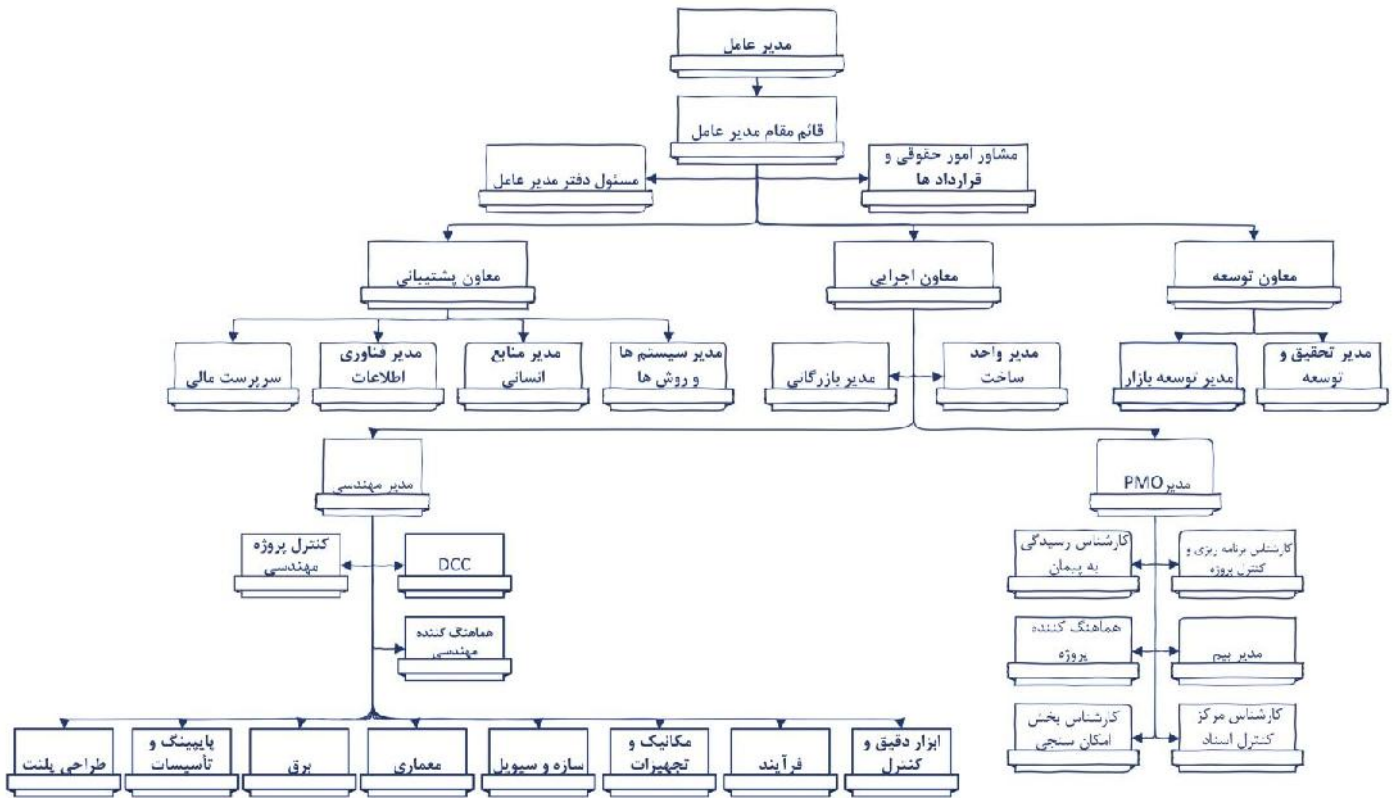 مدیر عامل
قائم مقام مدیر عامل
مشاور امور حقوقی و
قرارداد ها
مسئول دفتر مدیر عامل
معاون توسعه
معاون اجرایی
معاون پشتیبانی
مدیر تحقیق و
توسعه
مدیر توسعه بازار
مدیر واحد
ساخت
مدیر بازرگانی
مدیر سیستم ها
و روش ها
مدیر منابع
انسانی
مدیر فناوری
اطلاعات
سرپرست مالی
مدیر PMO
مدیر مهندسی
کارشناس برنامه ریزی و
کنترل پروژه
کارشناس رسیدگی
به پیمان
DCC
کنترل پروژه
مهندسی
مدیر بیم
هماهنگ کننده
پروژه
هماهنگ کننده
مهندسی
کارشناس مرکز
کنترل اسناد
کارشناس بخش
امکان سنجی
ابزار دقیق و
کنترل
فرآیند
مکانیک و
تجهیزات
سازه و سیویل
معماری
برق
پایپینگ و
تأسیسات
طراحی پلنت